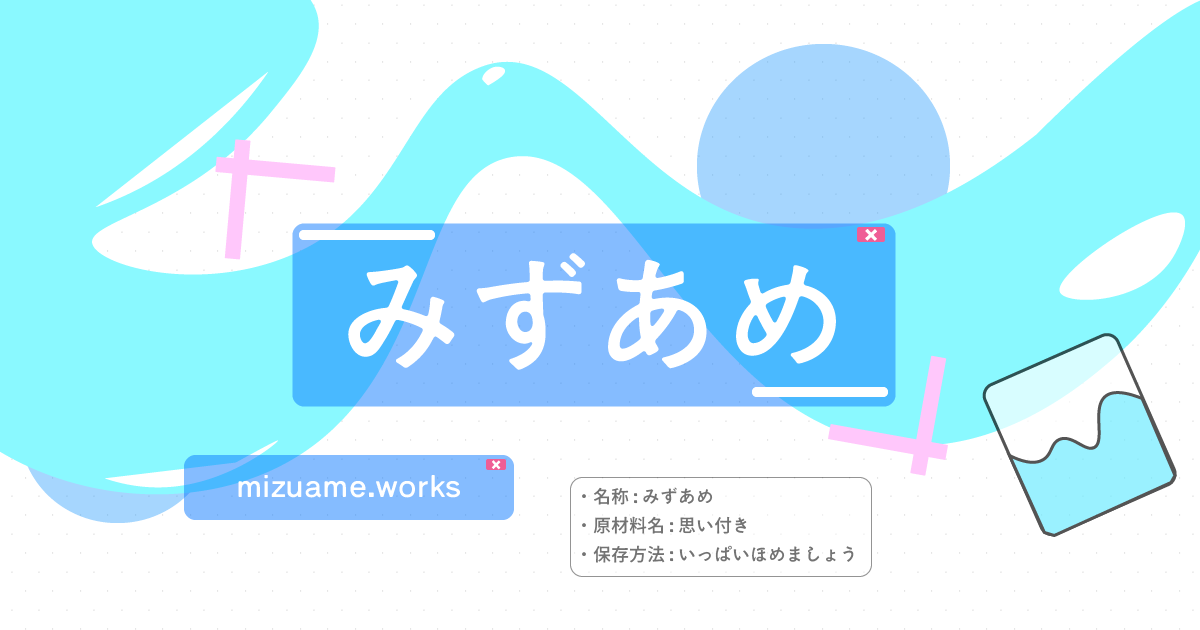 みずあめ
mizuame.works
・名称：みずあめ
・原材料名：思い付き
・保存方法：いっぱいほめましょう